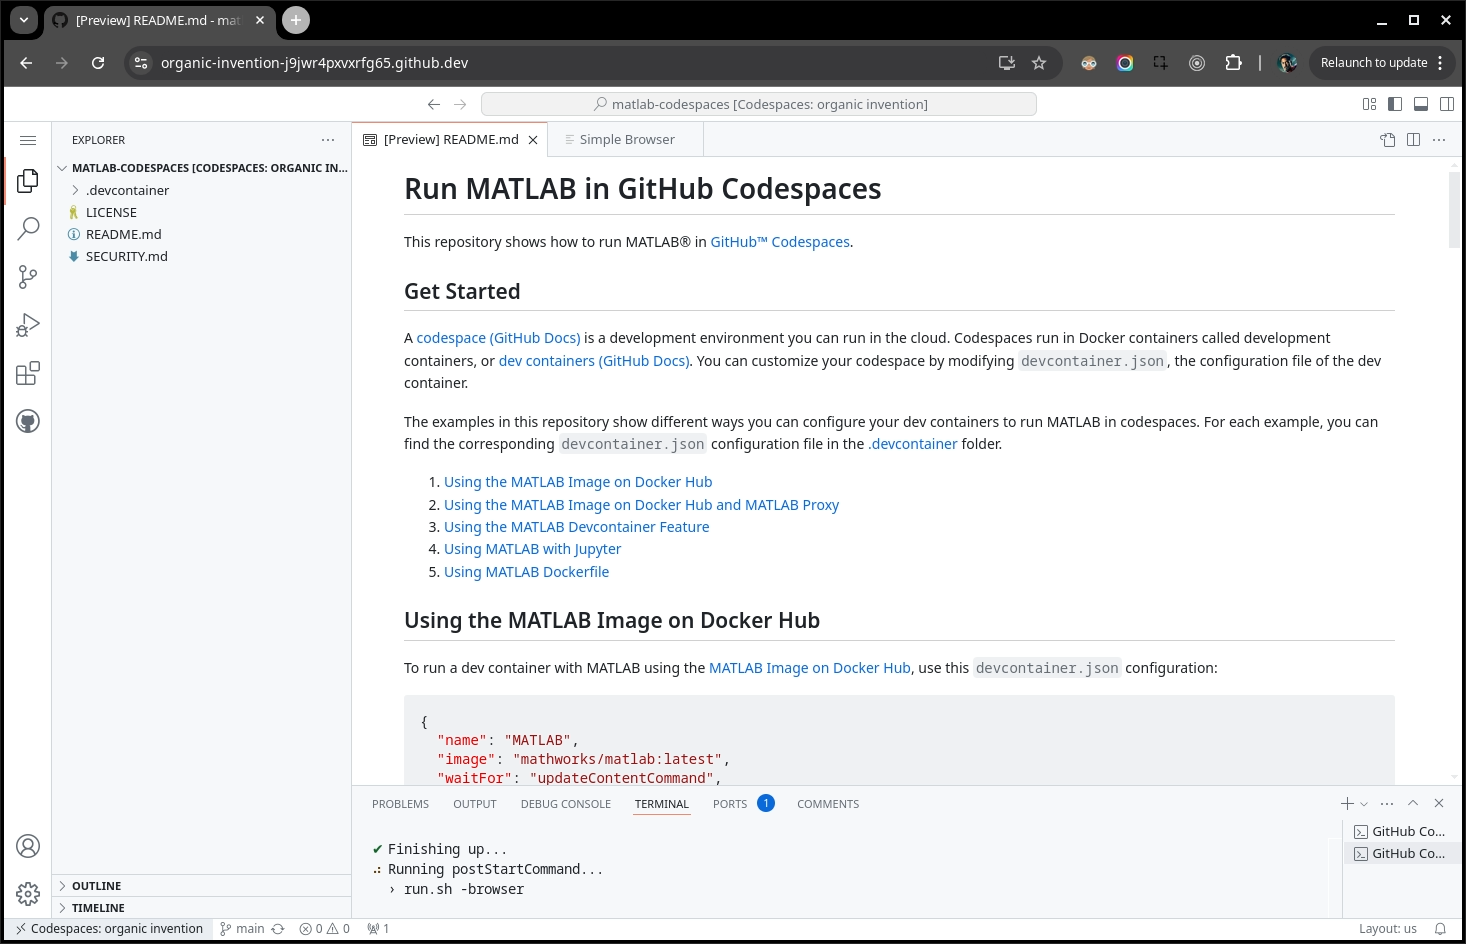 [Preview] README.md - mat
organic-invention-j9jwr4pxvxrfg65.github.dev
Relaunch to update
matlab-codespaces [Codespaces: organic invention]
EXPLORER
MATLAB-CODESPACES [CODESPACES: ORGANIC IN...
.devcontainer
LICENSE
README.md
SECURITY.md
OUTLINE
TIMELINE
[Preview] README.md
Simple Browser
Run MATLAB in GitHub Codespaces
This repository shows how to run MATLAB® in GitHub™ Codespaces.
Get Started
A codespace (GitHub Docs) is a development environment you can run in the cloud. Codespaces run in Docker containers called development
containers, or dev containers (GitHub Docs). You can customize your codespace by modifying devcontainer.json, the configuration file of the dev
container.
The examples in this repository show different ways you can configure your dev containers to run MATLAB in codespaces. For each example, you can
find the corresponding devcontainer.json configuration file in the .devcontainer folder.
1. Using the MATLAB Image on Docker Hub
2. Using the MATLAB Image on Docker Hub and MATLAB Proxy
3. Using the MATLAB Devcontainer Feature
4. Using MATLAB with Jupyter
5. Using MATLAB Dockerfile
Using the MATLAB Image on Docker Hub
To run a dev container with MATLAB using the MATLAB Image on Docker Hub, use this devcontainer.json configuration:
{
"name": "MATLAB",
"image": "mathworks/matlab:latest",
"waitFor": "updateContentCommand",
PROBLEMS OUTPUT DEBUG CONSOLE TERMINAL PORTS 1 COMMENTS
✔ Finishing up...
Running postStartCommand...
› run.sh -browser
GitHub Co...
GitHub Co...
Codespaces: organic invention main 0 0 1 Layout: us